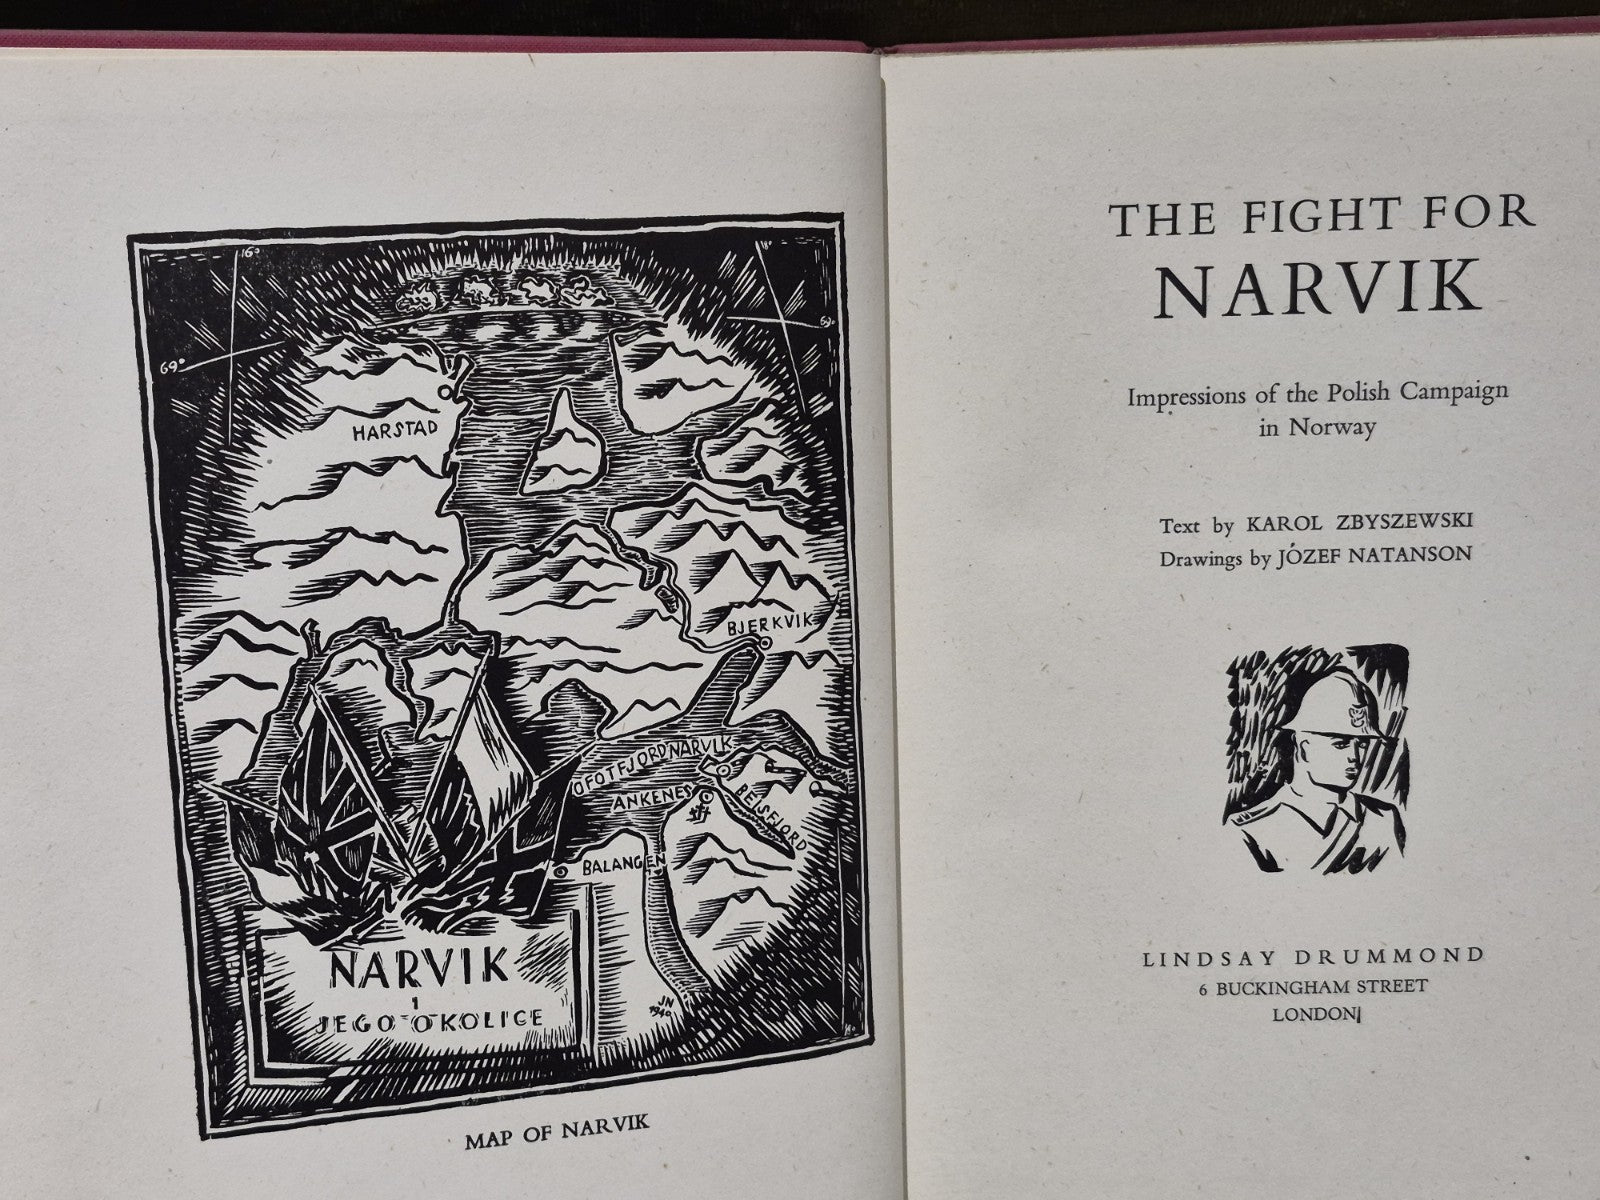 16°
69°
69°
HARSTAD
BJERKVIK
NARVIK
OFOTFJORD
ANKENES
BEISFJORD
BALANGEN
NARVIK
I
JEGO OKOLICE
JN
1940
MAP OF NARVIK
THE FIGHT FOR
NARVIK
Impressions of the Polish Campaign
in Norway
Text by KAROL ZBYSZEWSKI
Drawings by JÓZEF NATANSON
LINDSAY DRUMMOND
6 BUCKINGHAM STREET
LONDON